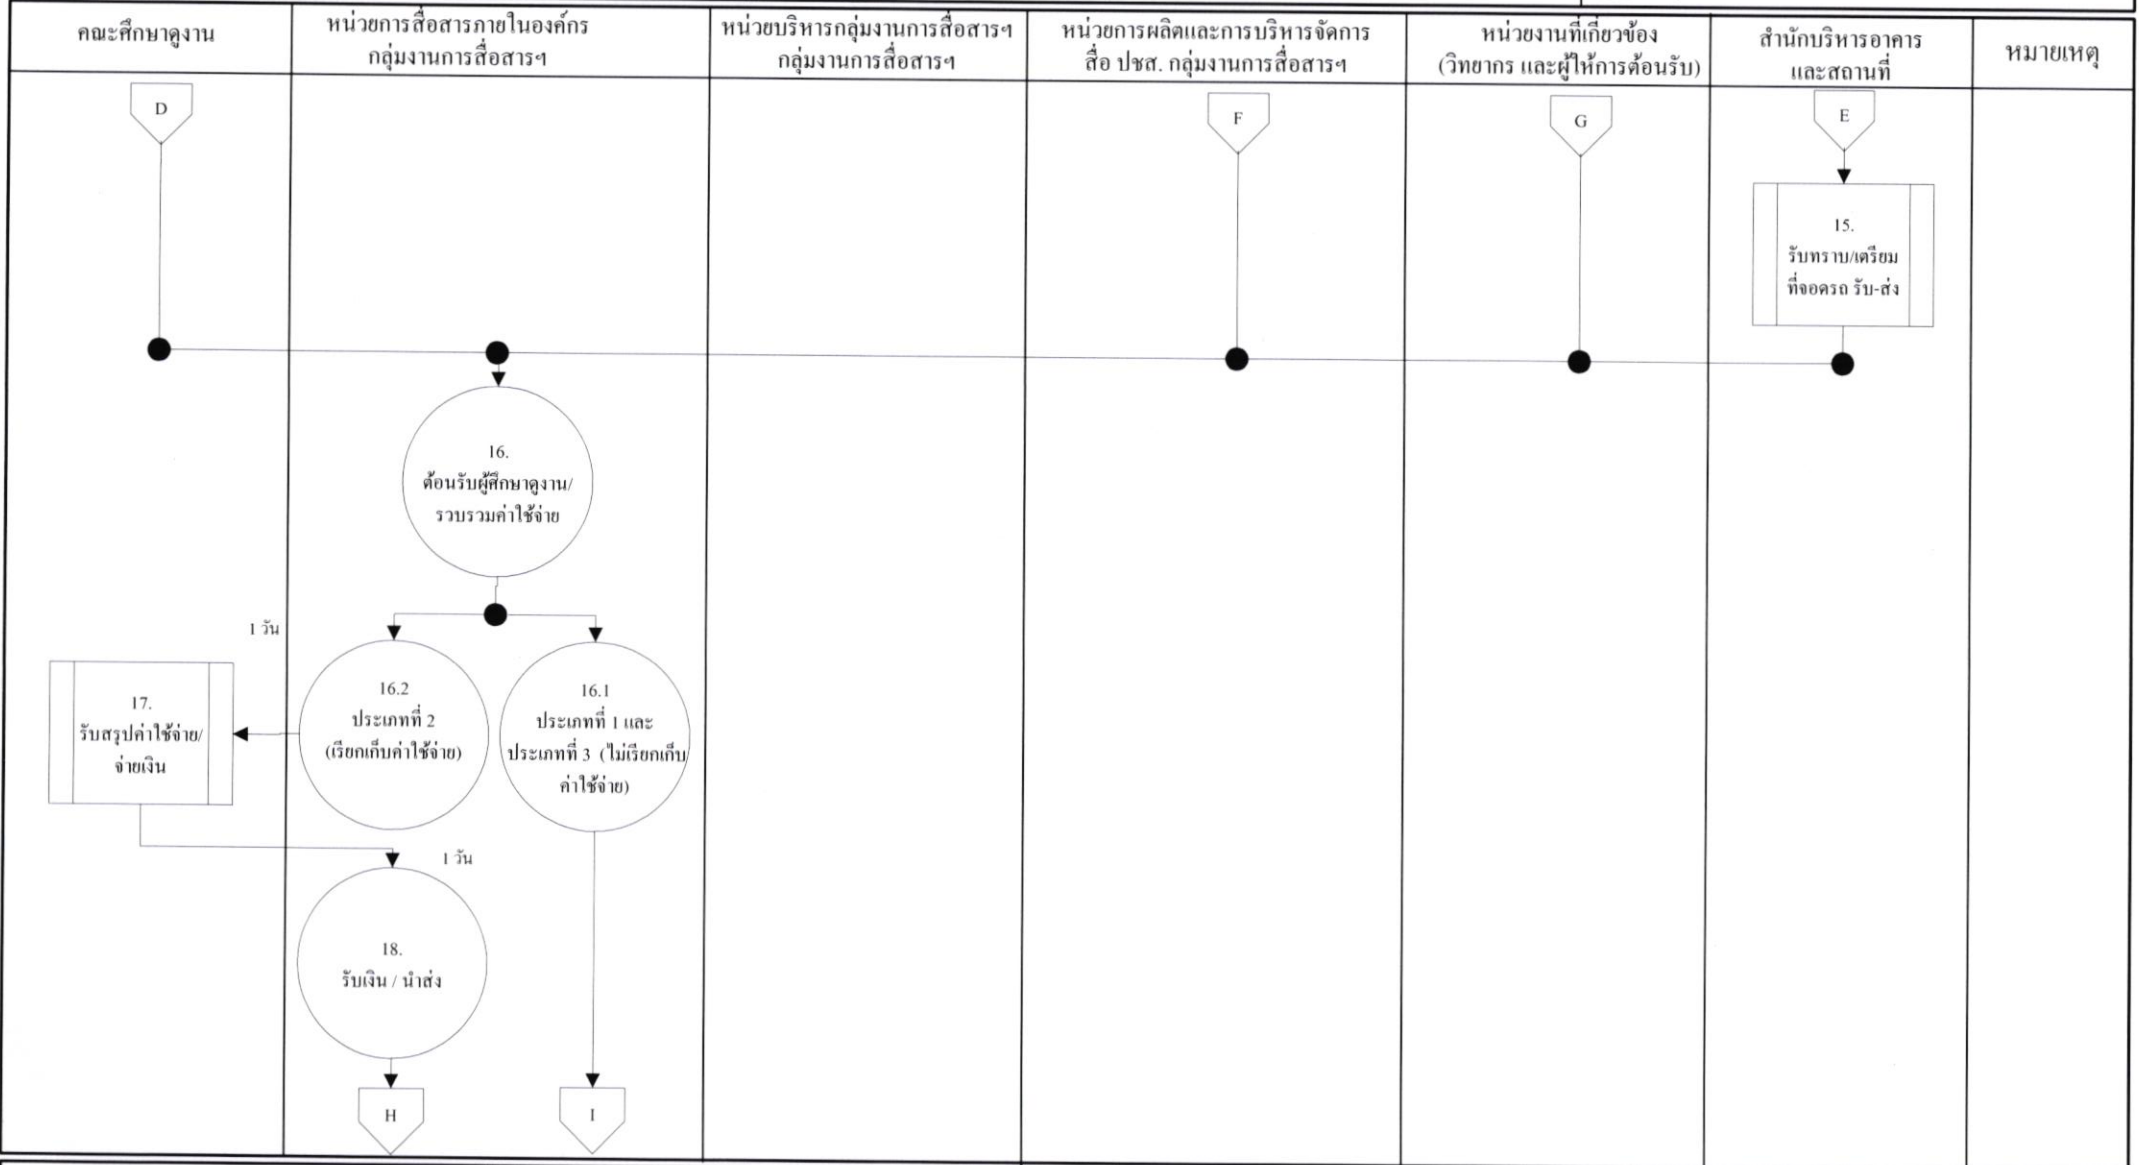 คณะศึกษาดูงาน
หน่วยการสื่อสารภายในองค์กร
กลุ่มงานการสื่อสารฯ
หน่วยบริหารกลุ่มงานการสื่อสารฯ
กลุ่มงานการสื่อสารฯ
หน่วยการผลิตและการบริหารจัดการ
สื่อ ปชส. กลุ่มงานการสื่อสารฯ
หน่วยงานที่เกี่ยวข้อง
(วิทยากร และผู้ให้การต้อนรับ)
สำนักบริหารอาคาร
และสถานที่
หมายเหตุ
D
F
G
E
15.
รับทราบ/เตรียม
ที่จอดรถ รับ-ส่ง
16.
ต้อนรับผู้ศึกษาดูงาน/
รวบรวมค่าใช้จ่าย
1 วัน
17.
รับสรุปค่าใช้จ่าย/
จ่ายเงิน
16.2
ประเภทที่ 2
(เรียกเก็บค่าใช้จ่าย)
16.1
ประเภทที่ 1 และ
ประเภทที่ 3 (ไม่เรียกเก็บ
ค่าใช้จ่าย)
1 วัน
18.
รับเงิน / นำส่ง
H
I